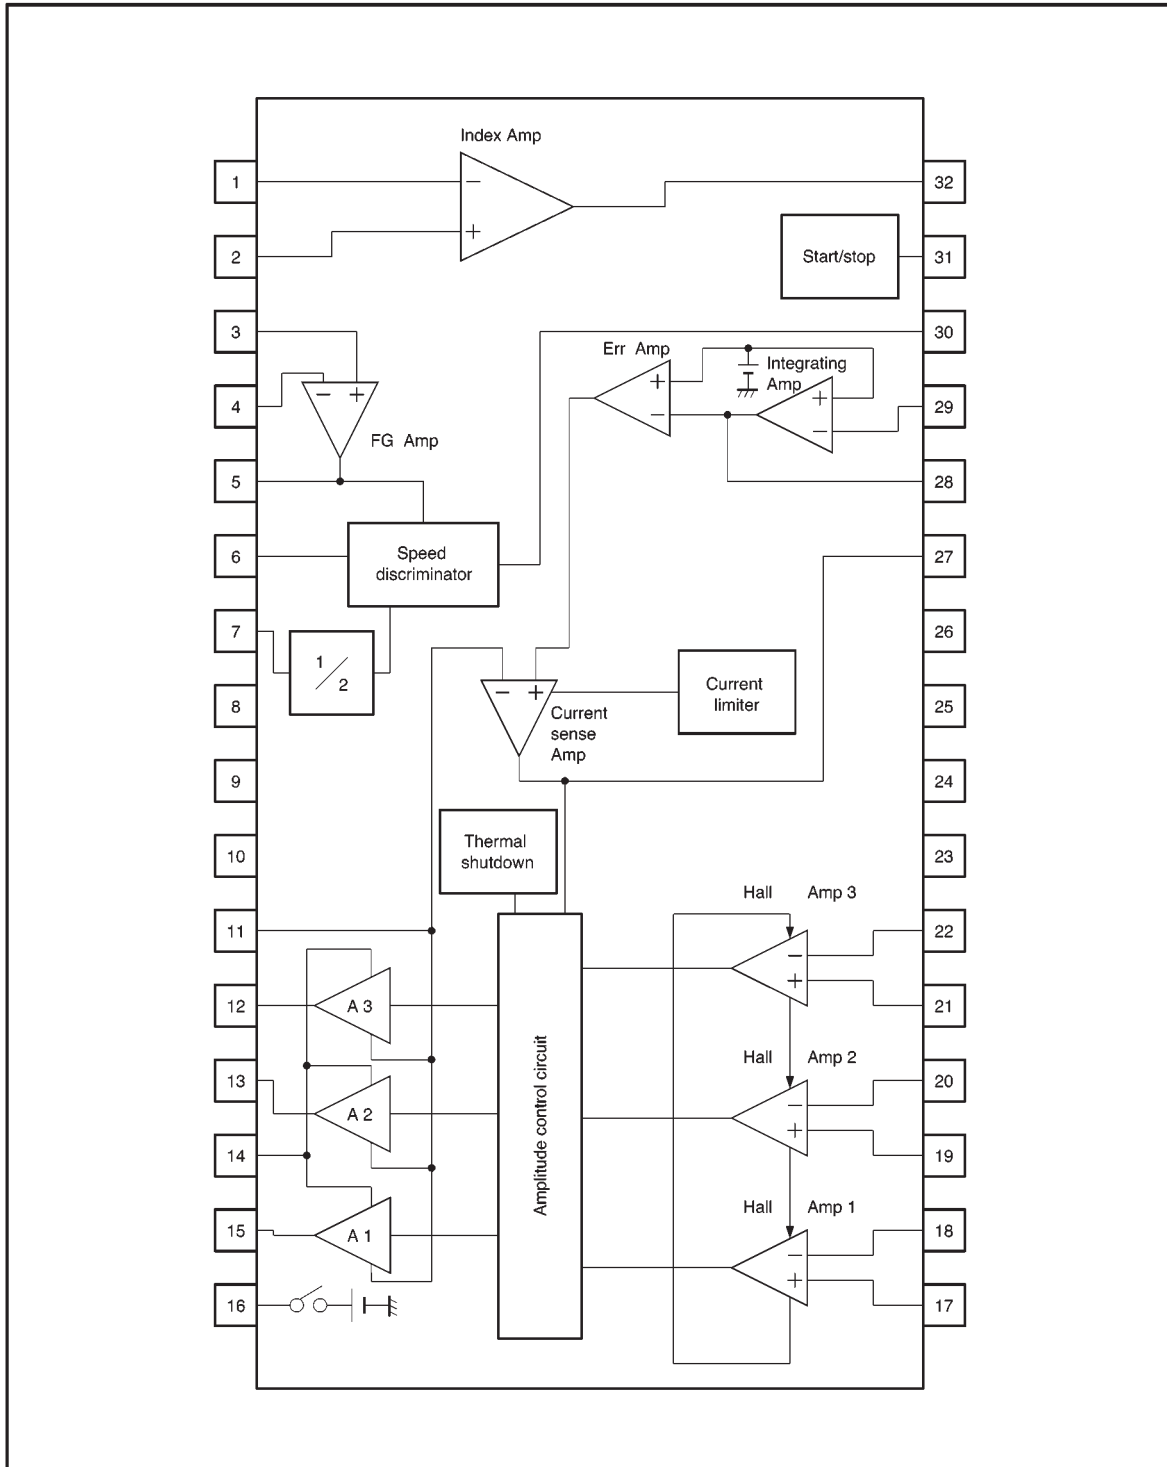 Index Amp
1
−
32
2
+
Start/stop
31
3
30
Err Amp
+
Integrating
Amp
4
− +
−
+
−
29
FG Amp
5
28
6
Speed
discriminator
27
7
1/2
26
8
− +
Current
limiter
25
Current
sense
Amp
9
24
Thermal
shutdown
10
23
Hall Amp 3
11
−
22
12
A 3
+
21
Amplitude control circuit
Hall Amp 2
13
A 2
−
20
14
+
19
Hall Amp 1
15
A 1
−
18
16
+
17